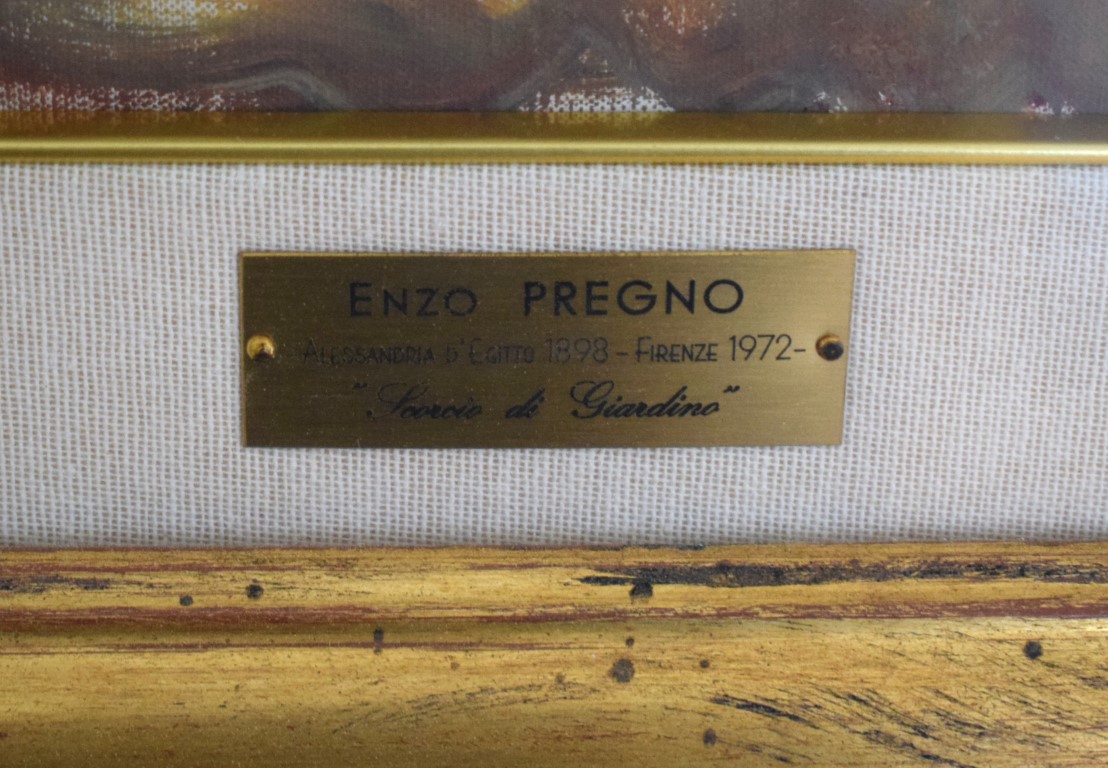 ENZO PREGNO
ALESSANDRIA D'EGITTO 1898 - FIRENZE 1972-
"Scorcio di Giardino"